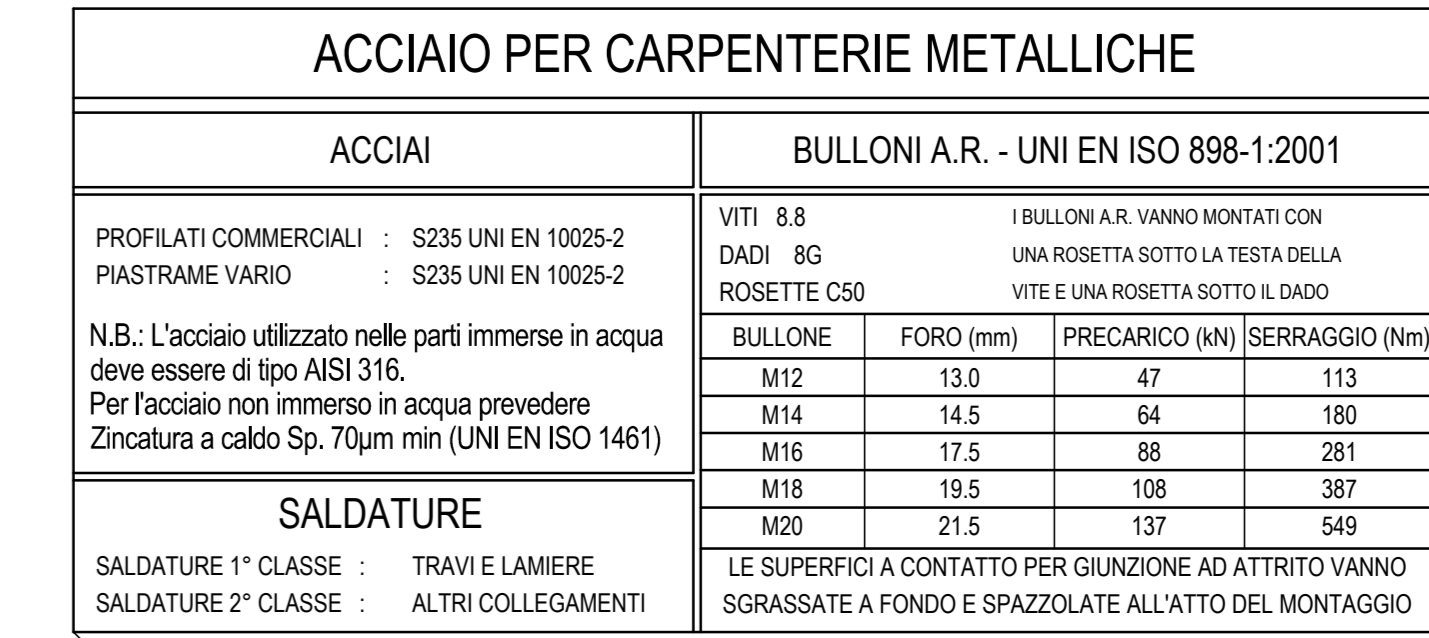 ACCIAIO PER CARPENTERIE METALLICHE
ACCIAI
PROFILATI COMMERCIALI : S235 UNI EN 10025-2
PIASTRAME VARIO : S235 UNI EN 10025-2
N.B.: L'acciaio utilizzato nelle parti immerse in acqua
deve essere di tipo AISI 316.
Per l'acciaio non immerso in acqua prevedere
Zincatura a caldo Sp. 70µm min (UNI EN ISO 1461)
SALDATURE
SALDATURE 1° CLASSE : TRAVI E LAMIERE
SALDATURE 2° CLASSE : ALTRI COLLEGAMENTI
BULLONI A.R. - UNI EN ISO 898-1:2001
VITI 8.8 I BULLONI A.R. VANNO MONTATI CON
DADI 8G UNA ROSETTA SOTTO LA TESTA DELLA
ROSETTE C50 VITE E UNA ROSETTA SOTTO IL DADO
BULLONE FORO (mm) PRECARICO (kN) SERRAGGIO (Nm)
M12 13.0 47 113
M14 14.5 64 180
M16 17.5 88 281
M18 19.5 108 387
M20 21.5 137 549
LE SUPERFICI A CONTATTO PER GIUNZIONE AD ATTRITO VANNO
SGRASSATE A FONDO E SPAZZOLATE ALL'ATTO DEL MONTAGGIO